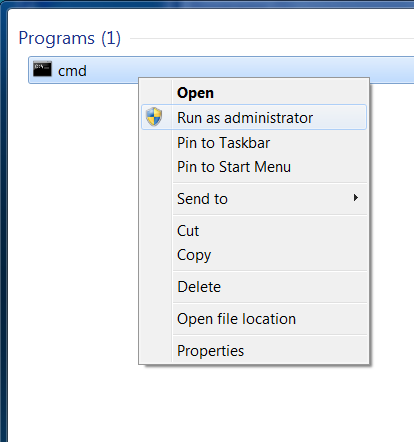 Programs (1)
cmd
Open
Run as administrator
Pin to Taskbar
Pin to Start Menu
Send to
Cut
Copy
Delete
Open file location
Properties